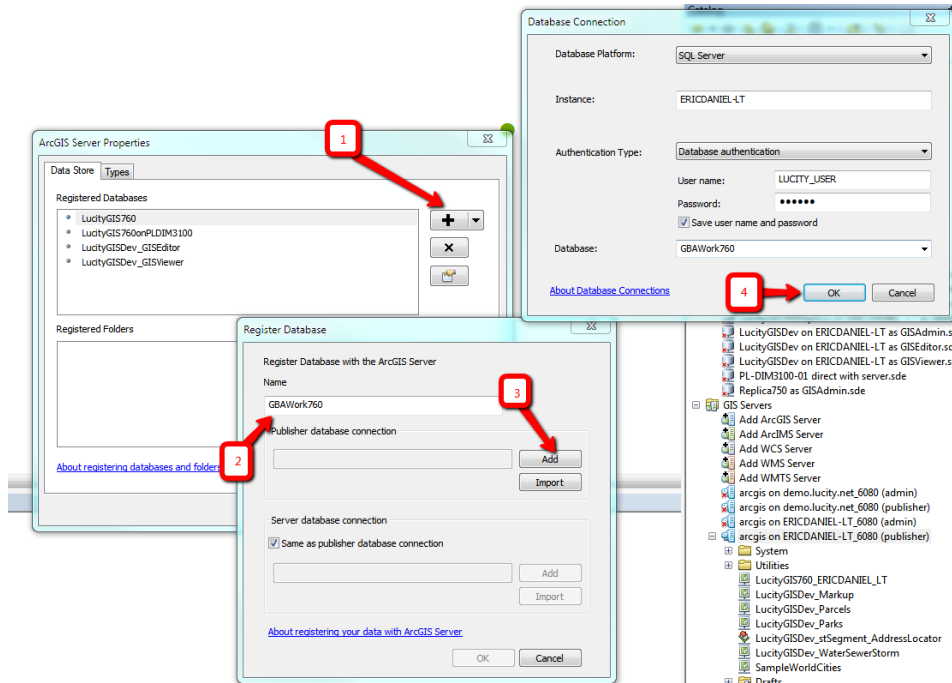 ArcGIS Server Properties
1
Data Store
Types
Registered Databases
LucityGIS760
LucityGIS760onPLDIM3100
LucityGISDev_GISEditor
LucityGISDev_GISViewer
Registered Folders
About registering databases and folders
Register Database
Register Database with the ArcGIS Server
Name
GBAWork760
2
3
Publisher database connection
Add
Import
Server database connection
Same as publisher database connection
Add
Import
About registering your data with ArcGIS Server
OK
Cancel
Database Connection
Database Platform:
SQL Server
Instance:
ERICDANIEL-LT
Authentication Type:
Database authentication
User name:
LUCITY_USER
Password:
••••••
Save user name and password
Database:
GBAWork760
About Database Connections
4
OK
Cancel
Catalog
LucityGISDev on ERICDANIEL-LT as GISAdmin.s
LucityGISDev on ERICDANIEL-LT as GISEditor.sd
LucityGISDev on ERICDANIEL-LT as GISViewer.s
PL-DIM3100-01 direct with server.sde
Replica750 as GISAdmin.sde
GIS Servers
Add ArcGIS Server
Add ArcIMS Server
Add WCS Server
Add WMS Server
Add WMTS Server
arcgis on demo.lucity.net_6080 (admin)
arcgis on demo.lucity.net_6080 (publisher)
arcgis on ERICDANIEL-LT_6080 (admin)
arcgis on ERICDANIEL-LT_6080 (publisher)
System
Utilities
LucityGIS760_ERICDANIEL_LT
LucityGISDev_Markup
LucityGISDev_Parcels
LucityGISDev_Parks
LucityGISDev_stSegment_AddressLocator
LucityGISDev_WaterSewerStorm
SampleWorldCities
Drafts